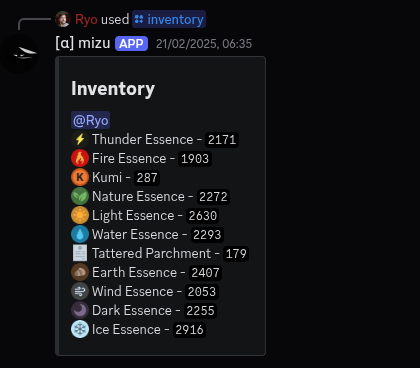 Ryo used inventory
[α] mizu APP 21/02/2025, 06:35
Inventory
@Ryo
Thunder Essence - 2171
Fire Essence - 1903
K Kumi - 287
Nature Essence - 2272
Light Essence - 2630
Water Essence - 2293
Tattered Parchment - 179
Earth Essence - 2407
Wind Essence - 2053
Dark Essence - 2255
Ice Essence - 2916